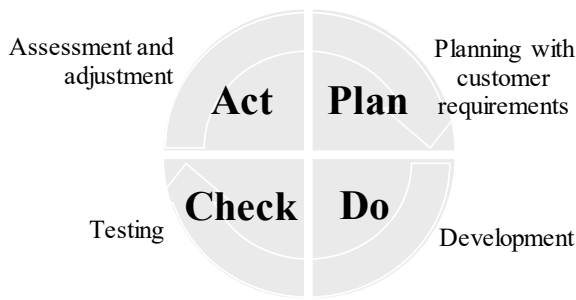 Assessment and
adjustment
Act
Plan
Planning with
customer
requirements
Check
Do
Testing
Development